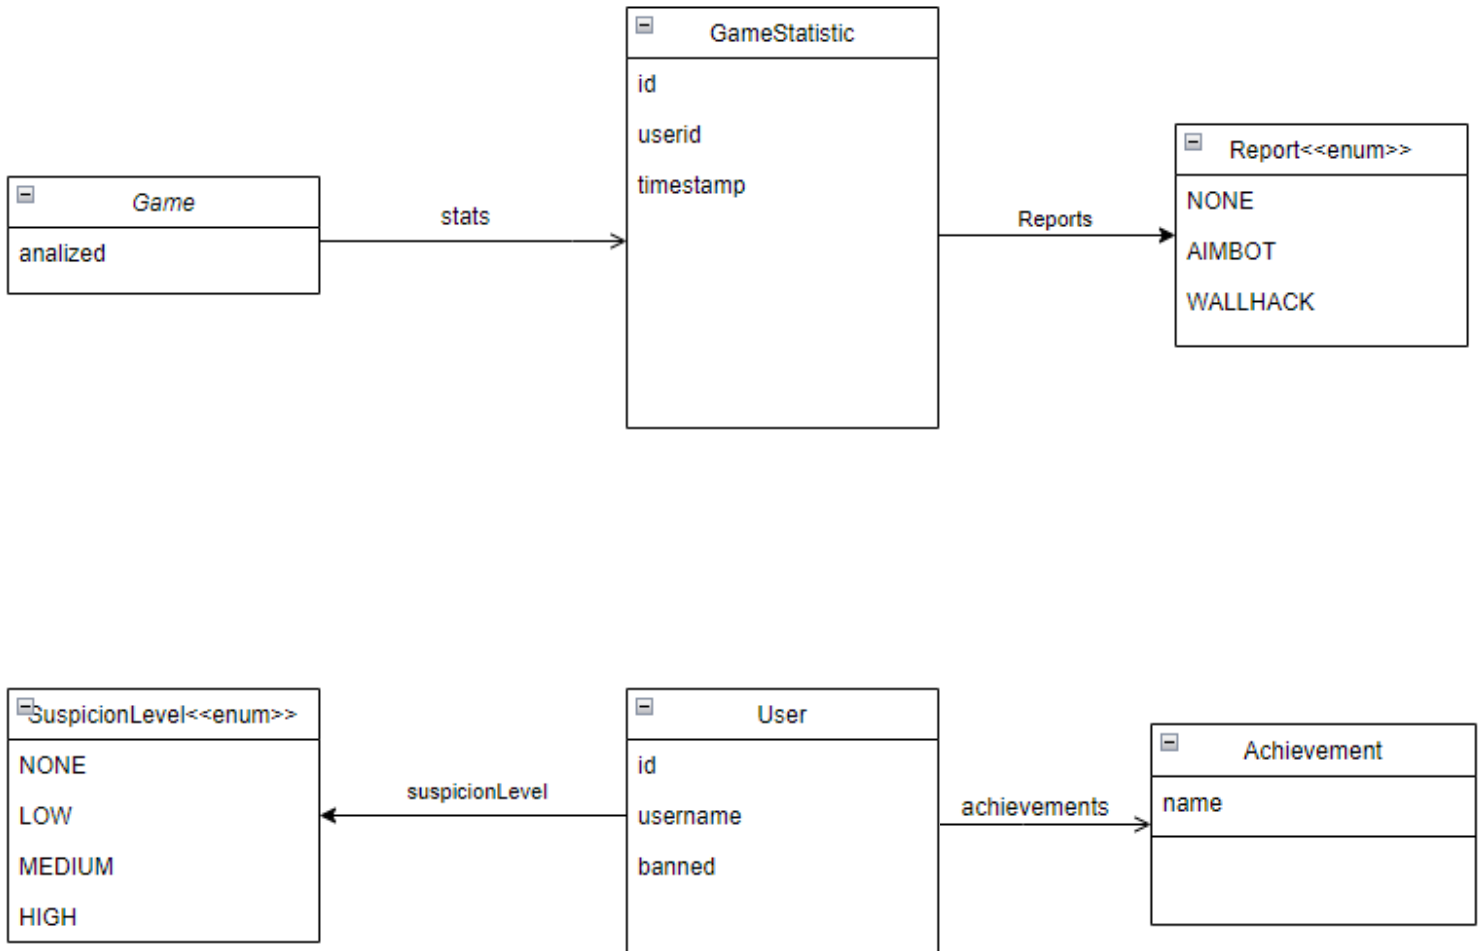 GameStatistic
id
userid
timestamp
Game
analized
stats
Reports
Report<<enum>>
NONE
AIMBOT
WALLHACK
SuspicionLevel<<enum>>
NONE
LOW
MEDIUM
HIGH
suspicionLevel
User
id
username
banned
achievements
Achievement
name